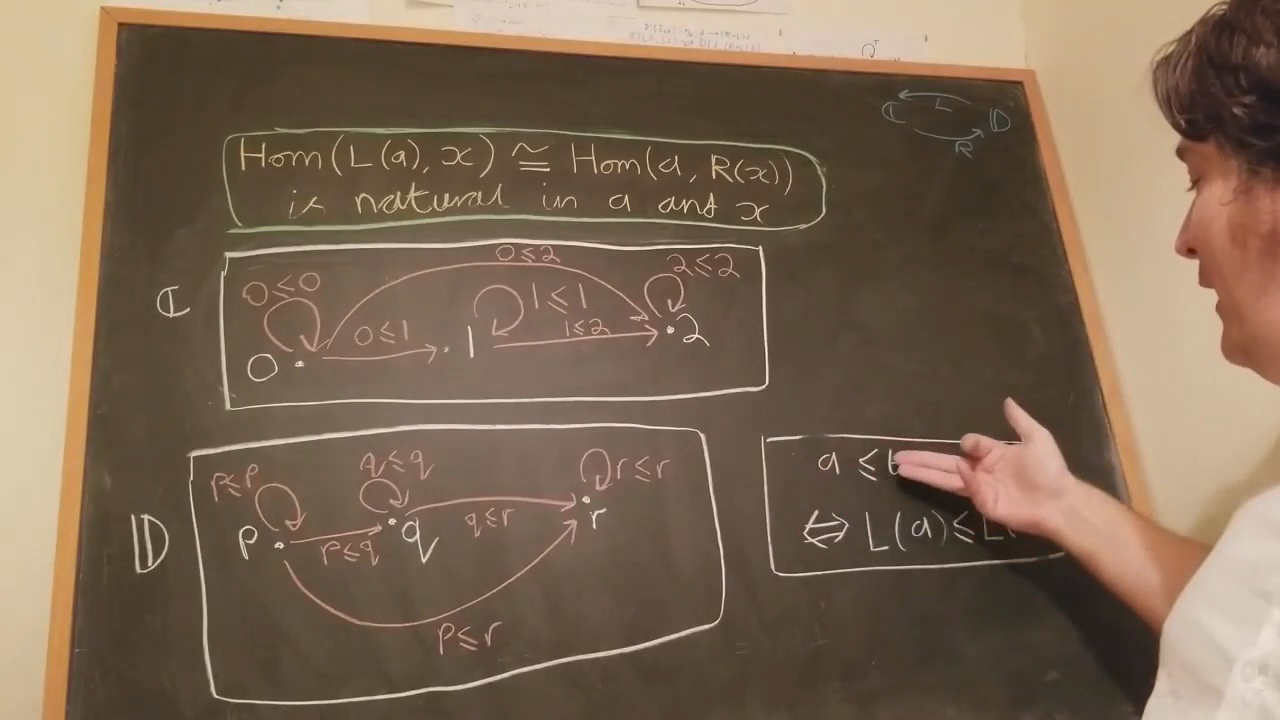 ℂ L 𝔻
R
Hom(L(a), x) ≅ Hom(a, R(x))
is natural in a and x
ℂ
0≤0
0≤2
1≤1
2≤2
0≤1
1≤2
0
1
2
𝔻
p≤p
q≤q
r≤r
p
p≤q
q
q≤r
r
p≤r
a ≤
⇔ L(a)≤L(